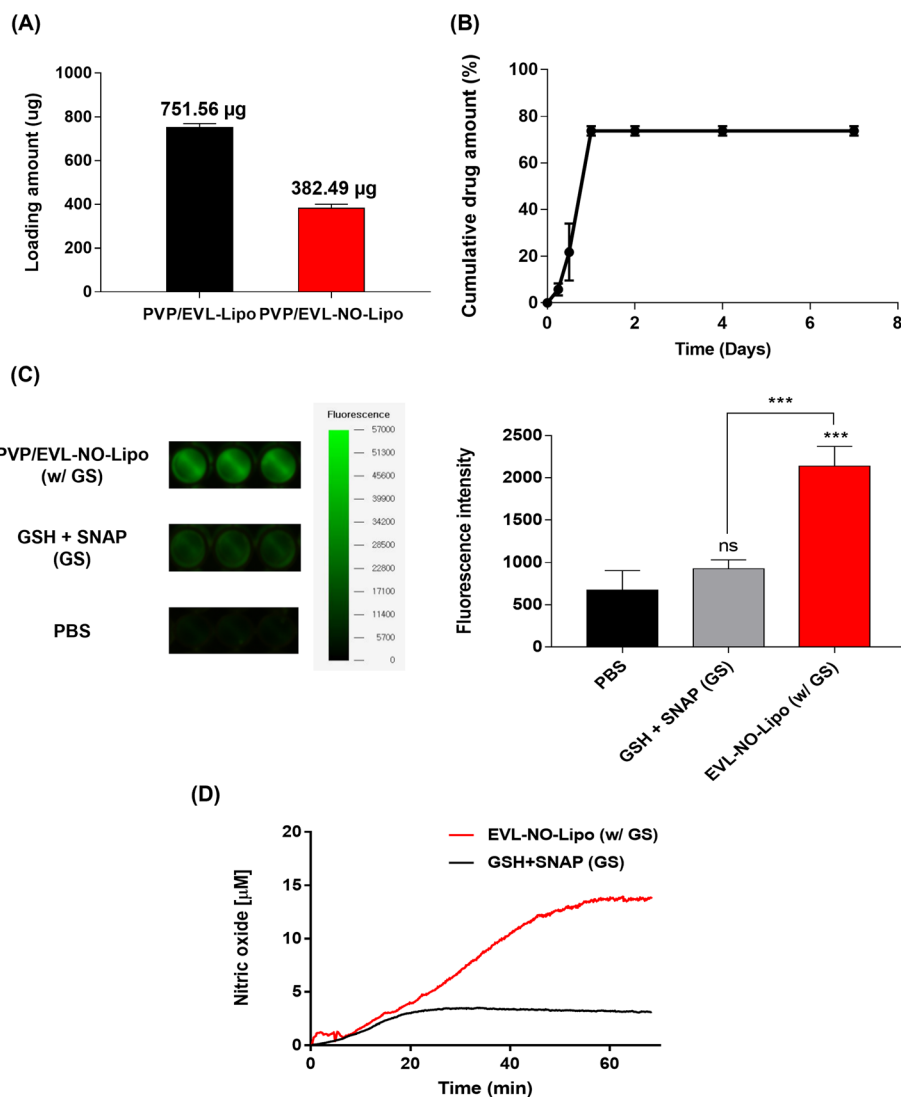 (A)
Loading amount (ug)
1000
800
600
400
200
0
751.56 µg
382.49 µg
PVP/EVL-Lipo PVP/EVL-NO-Lipo
(B)
Cumulative drug amount (%)
100
80
60
40
20
0
0 2 4 6 8
Time (Days)
(C)
PVP/EVL-NO-Lipo
(w/ GS)
GSH + SNAP
(GS)
PBS
Fluorescence
57000
51300
45600
39900
34200
28500
22800
17100
11400
5700
0
Fluorescence intensity
2500
2000
1500
1000
500
0
***
***
ns
PBS
GSH + SNAP (GS)
EVL-NO-Lipo (w/ GS)
(D)
Nitric oxide [µM]
20
15
10
5
0
EVL-NO-Lipo (w/ GS)
GSH+SNAP (GS)
0 20 40 60
Time (min)